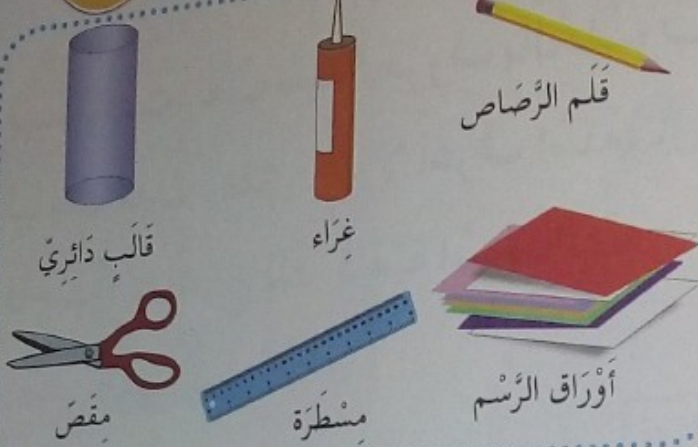 قَلَم الرَّصَاص
غِرَاء
قَالَبٍ دَائِرِيّ
أَوْرَاق الرَّسْم
مِسْطَرَة
مِقَصّ